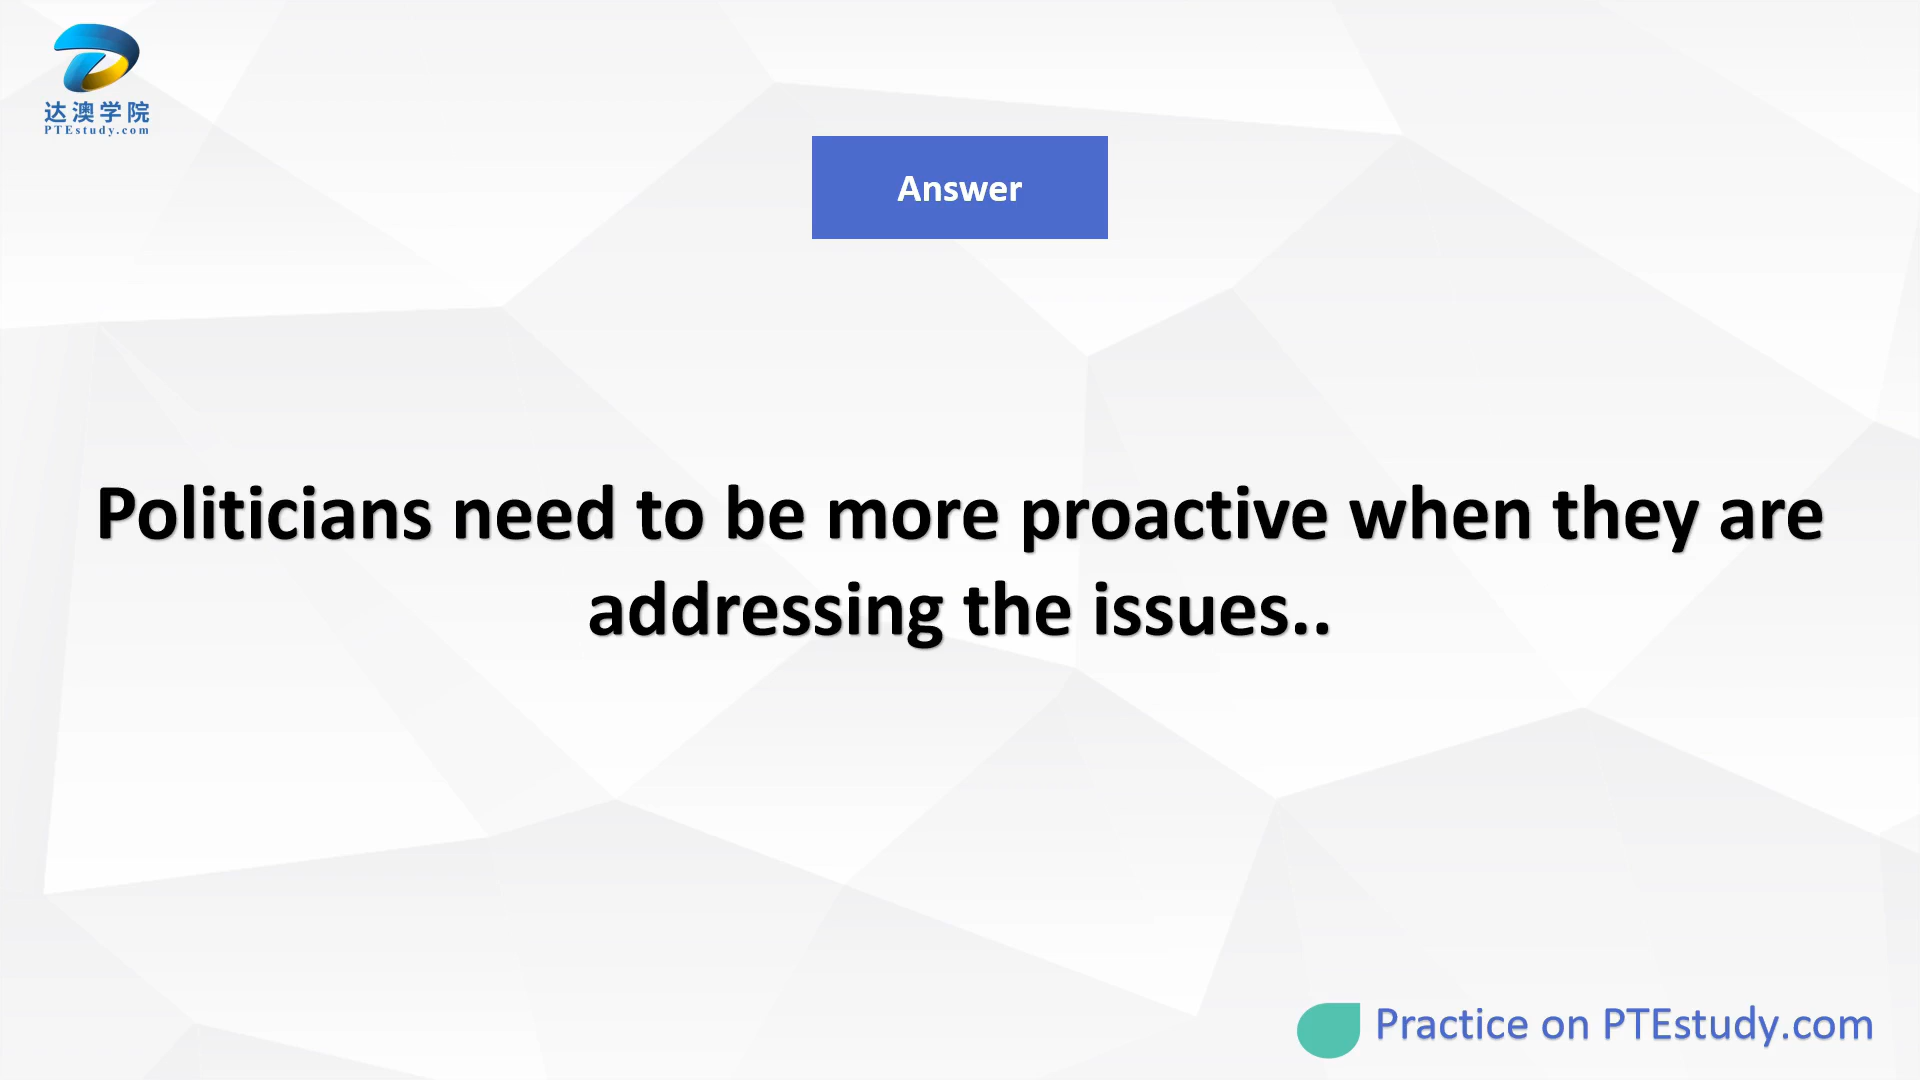 达澳学院
PTEstudy.com
Answer
Politicians need to be more proactive when they are
addressing the issues..
Practice on PTEstudy.com